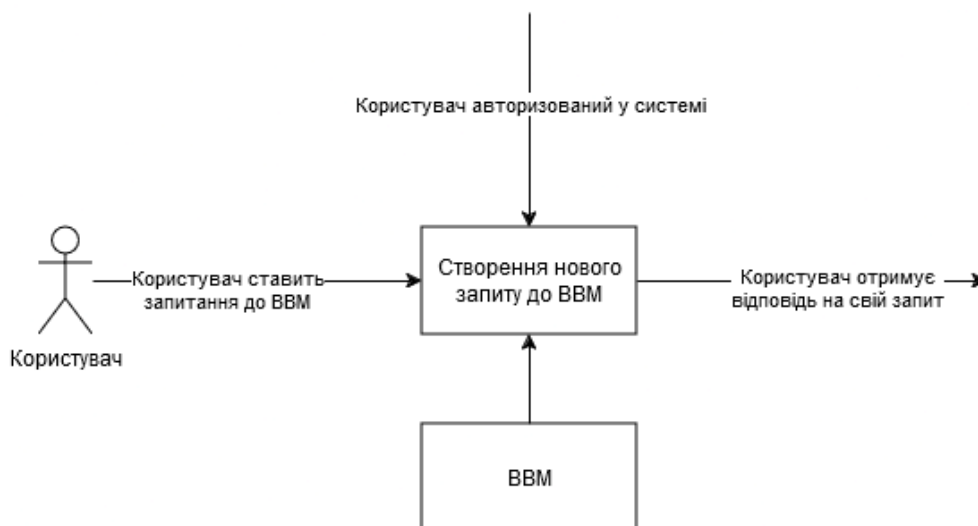 Користувач авторизований у системі
Користувач ставить
запитання до ВВМ
Створення нового
запиту до ВВМ
Користувач отримує
відповідь на свій запит
Користувач
ВВМ